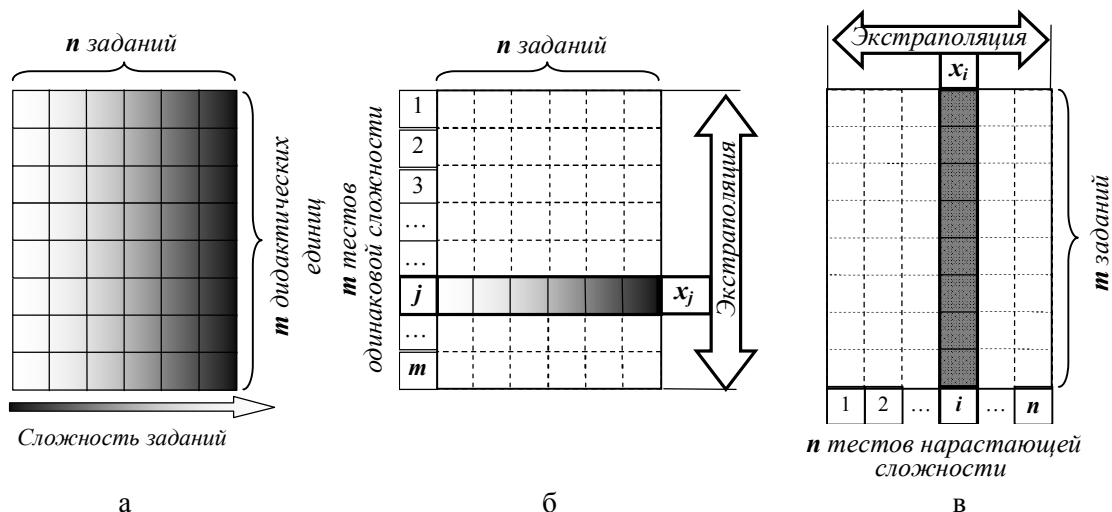 n заданий
m дидактических
единиц
Сложность заданий
а
n заданий
m тестов
одинаковой сложности
1
2
3
...
...
j
...
m
x_j
Экстраполяция
б
Экстраполяция
x_i
m заданий
1 2 ... i ... n
n тестов нарастающей
сложности
в